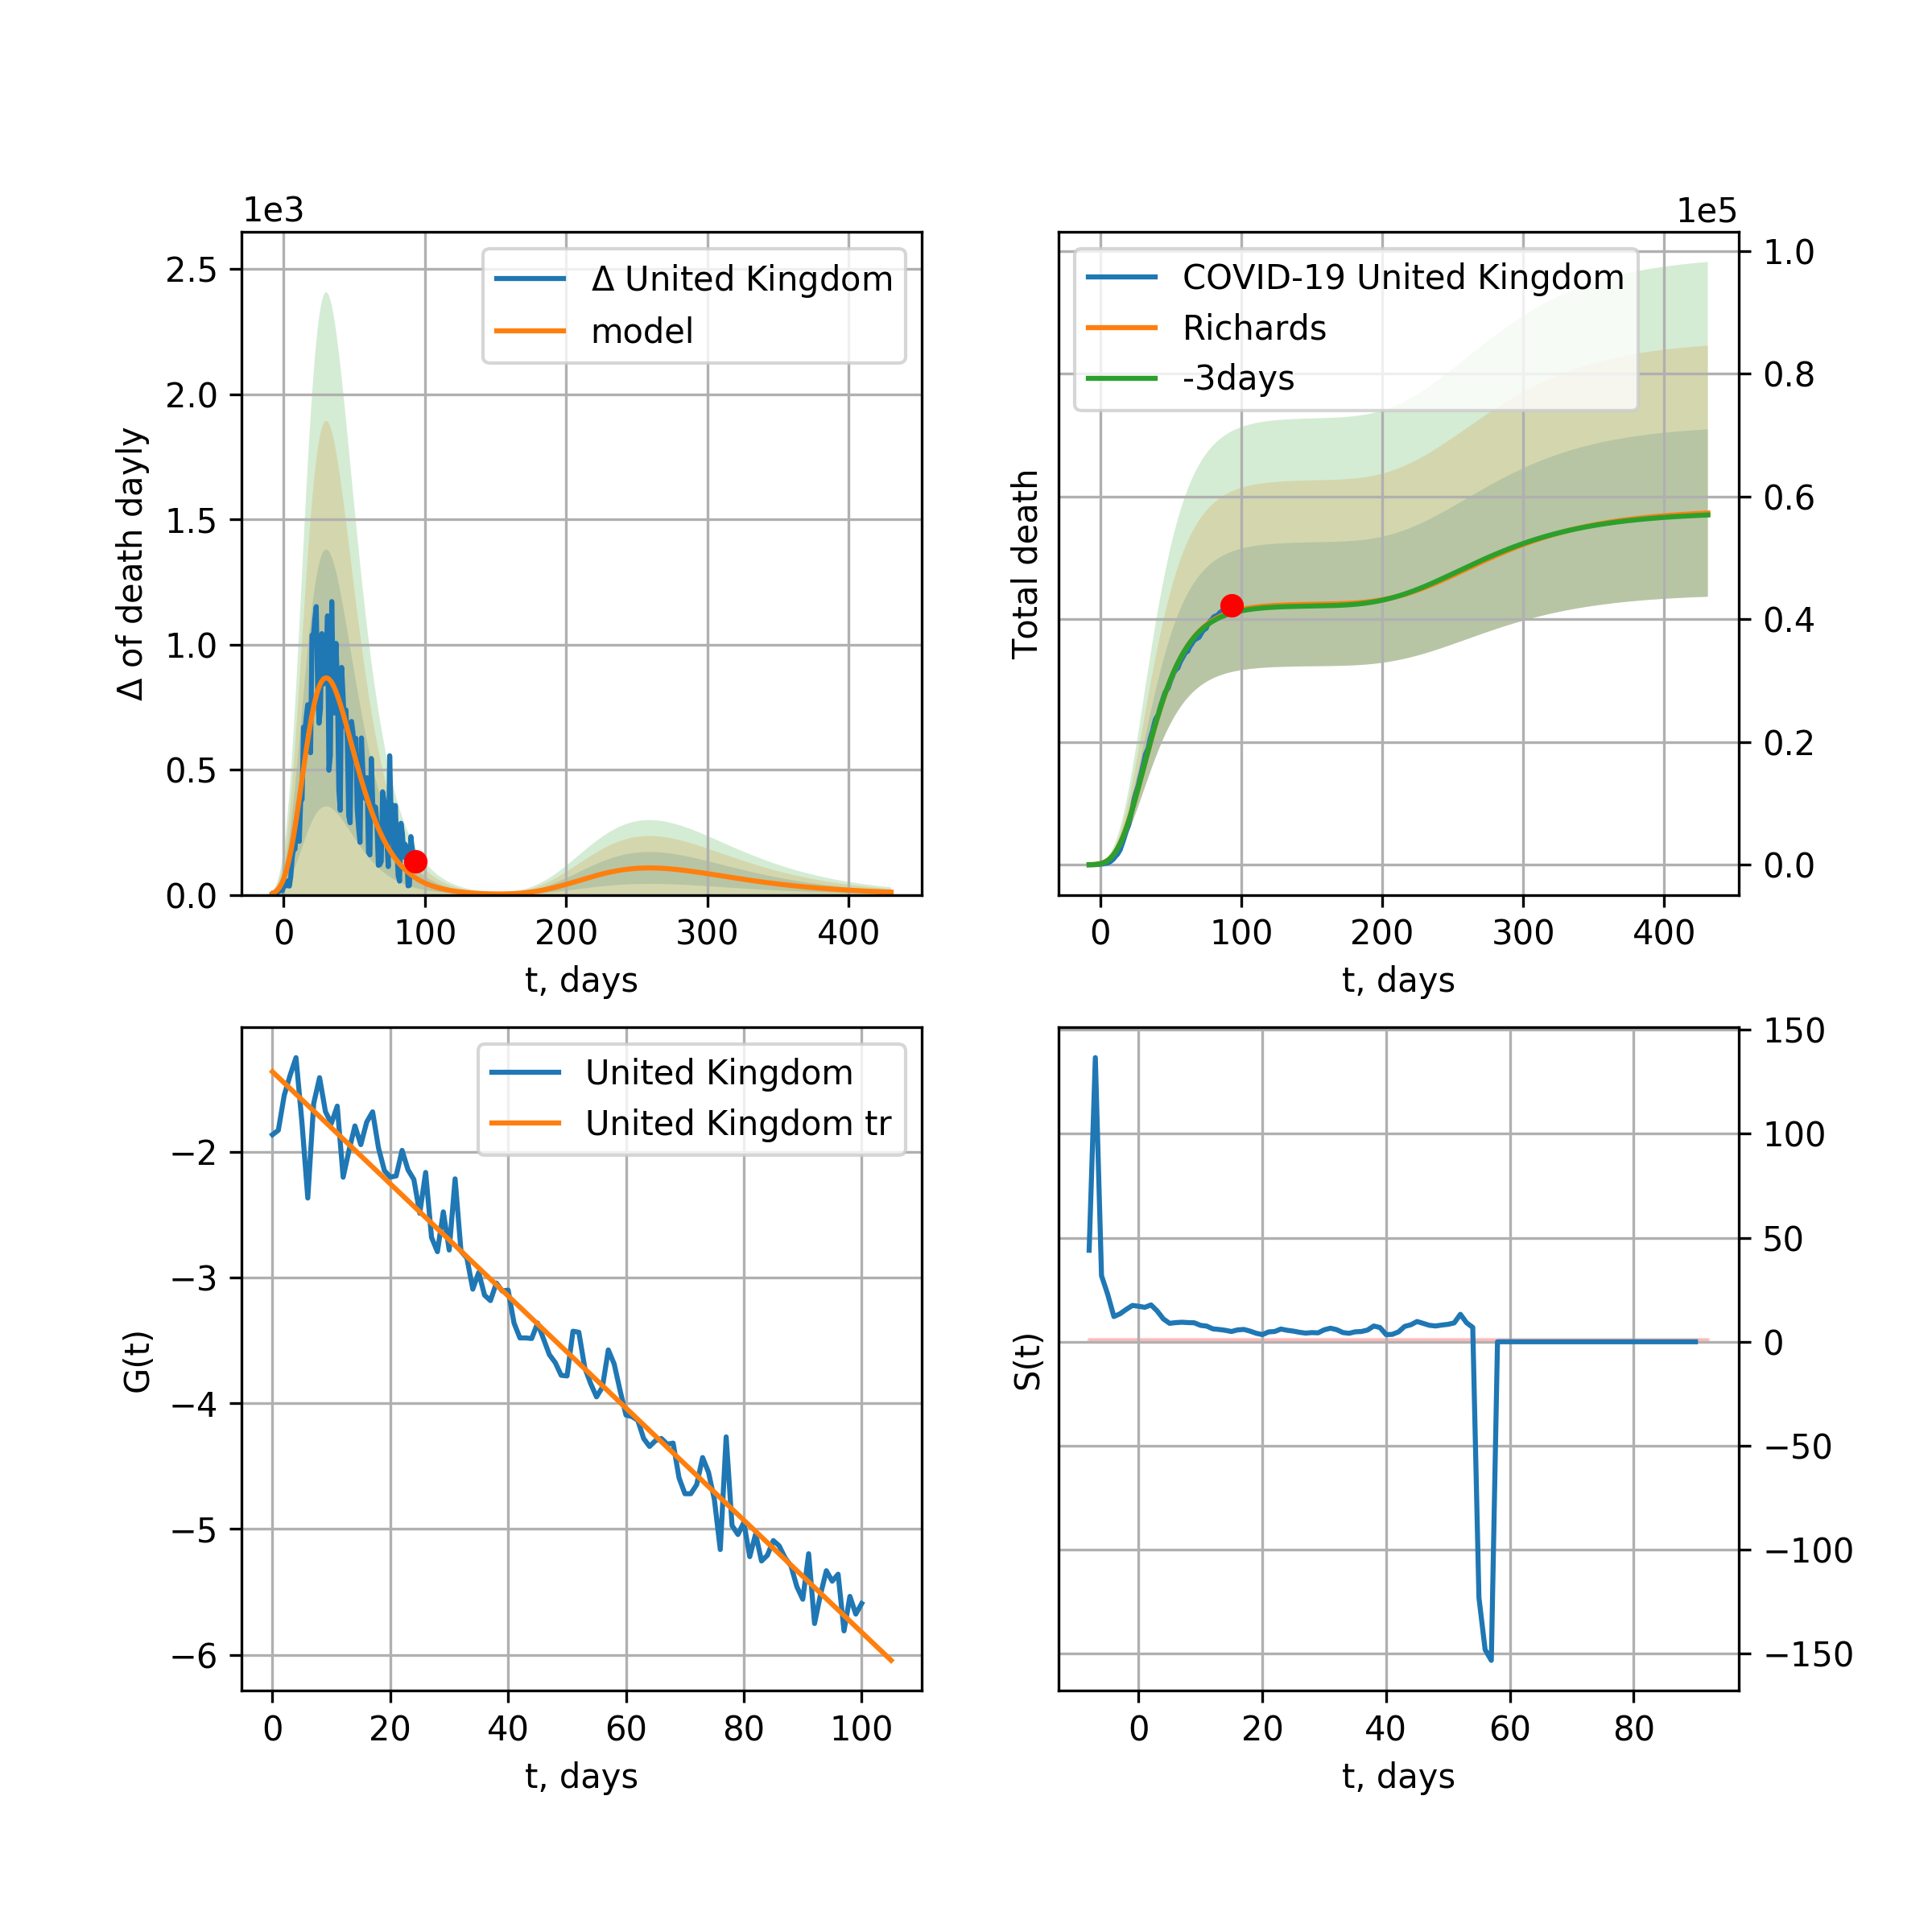 1e3
2.5
2.0
1.5
1.0
0.5
0.0
Δ of death dayly
Δ United Kingdom
model
0 100 200 300 400
t, days
1e5
1.0
0.8
0.6
0.4
0.2
0.0
Total death
COVID-19 United Kingdom
Richards
-3days
0 100 200 300 400
t, days
−2
−3
−4
−5
−6
G(t)
United Kingdom
United Kingdom tr
0 20 40 60 80 100
t, days
150
100
50
0
−50
−100
−150
S(t)
0 20 40 60 80
t, days